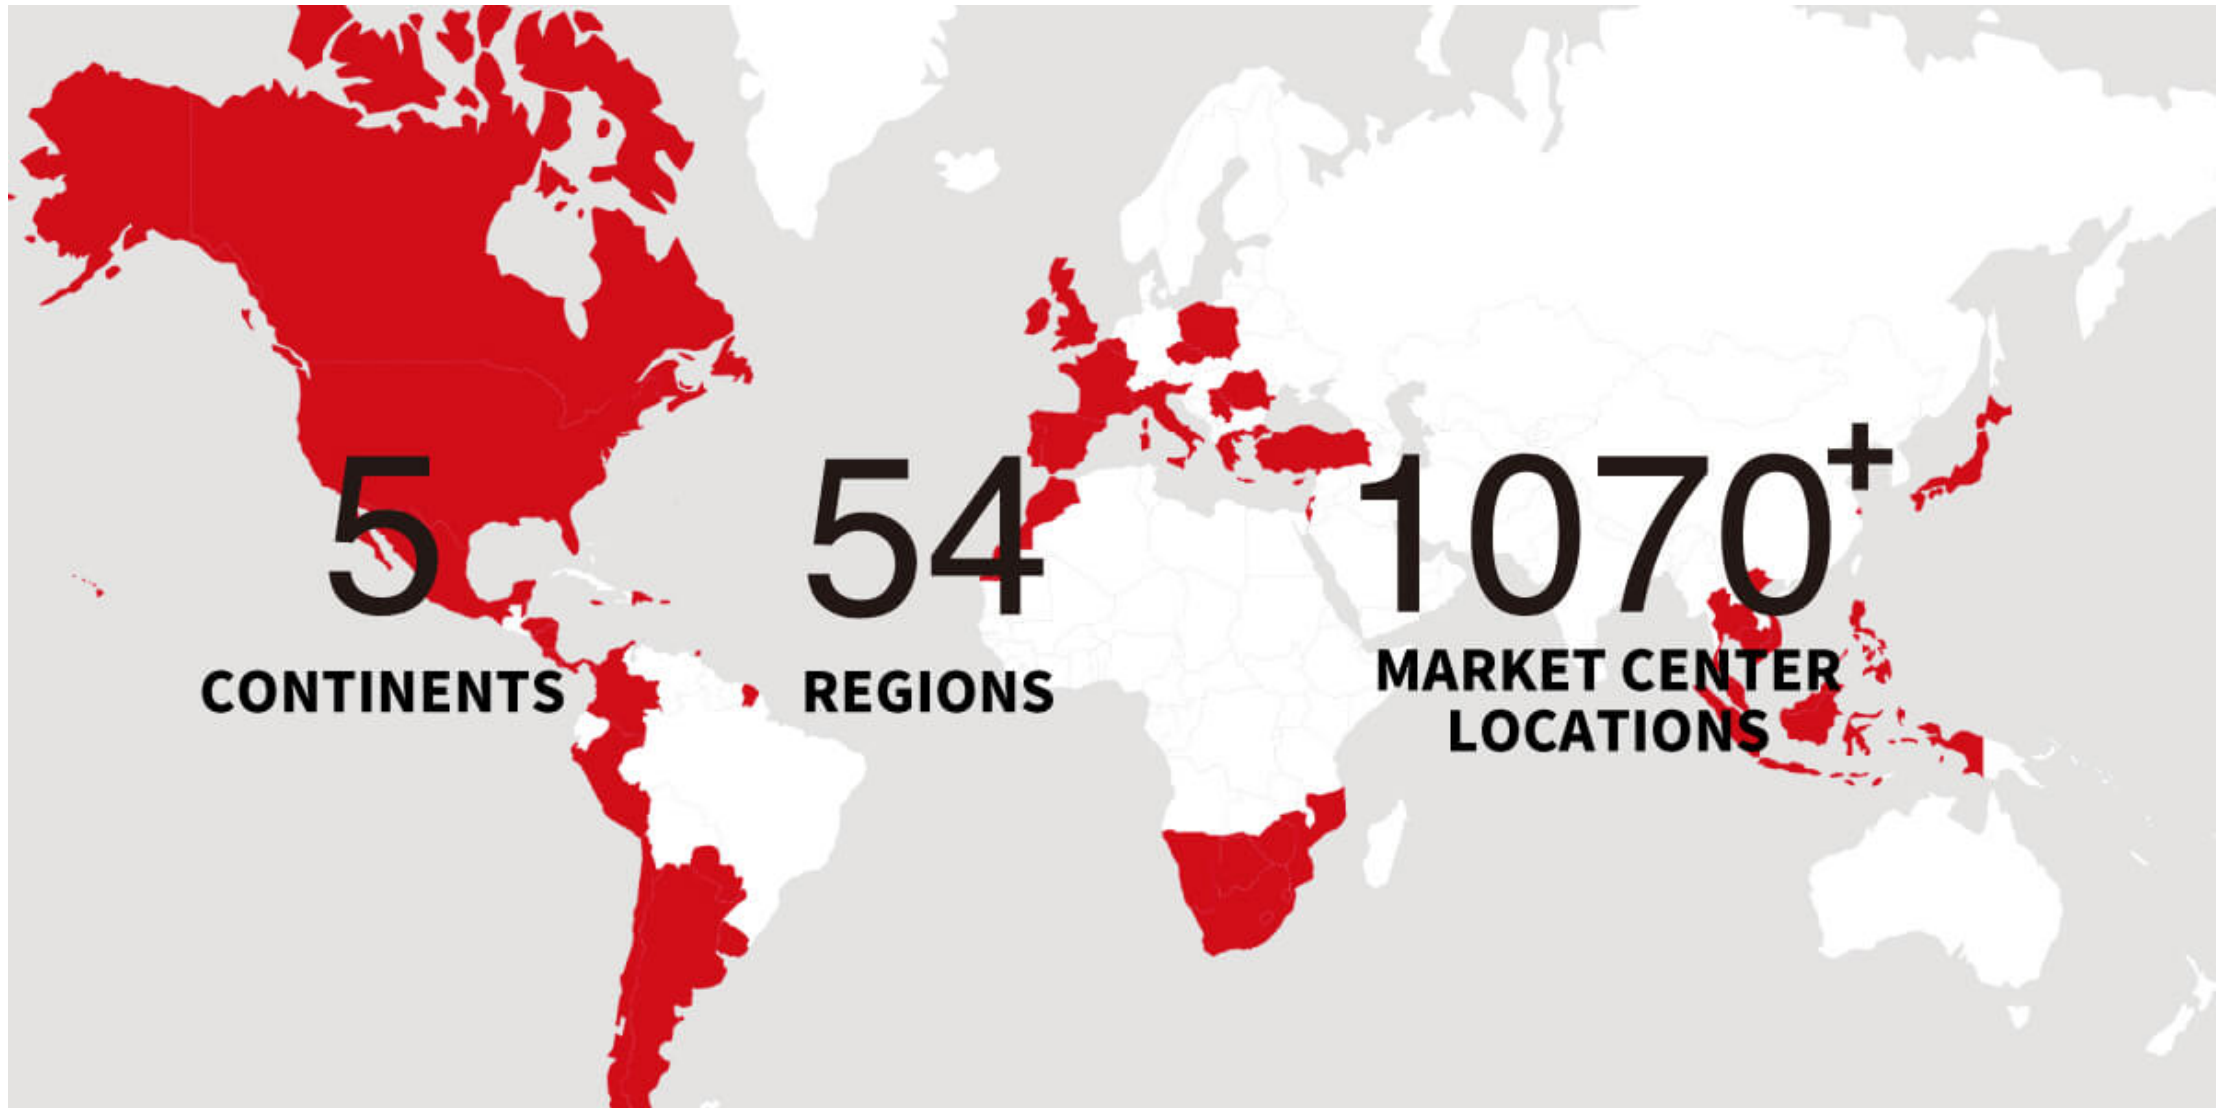 5
CONTINENTS
54
REGIONS
1070+
MARKET CENTER
LOCATIONS